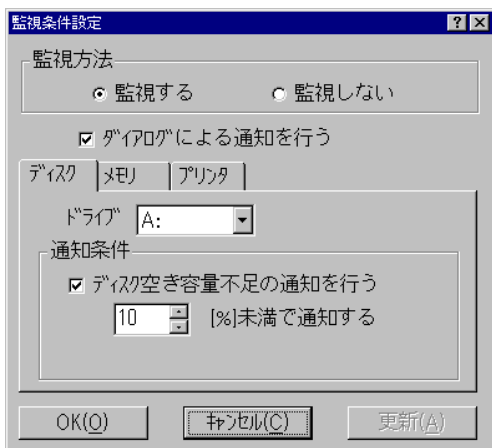 監視条件設定
監視方法
監視する 監視しない
ﾀﾞｲｱﾛｸﾞによる通知を行う
ﾃﾞｨｽｸ ﾒﾓﾘ ﾌﾟﾘﾝﾀ
ﾄﾞﾗｲﾌﾞ A:
通知条件
ﾃﾞｨｽｸ空き容量不足の通知を行う
10 [%]未満で通知する
OK(O) ｷｬﾝｾﾙ(C) 更新(A)